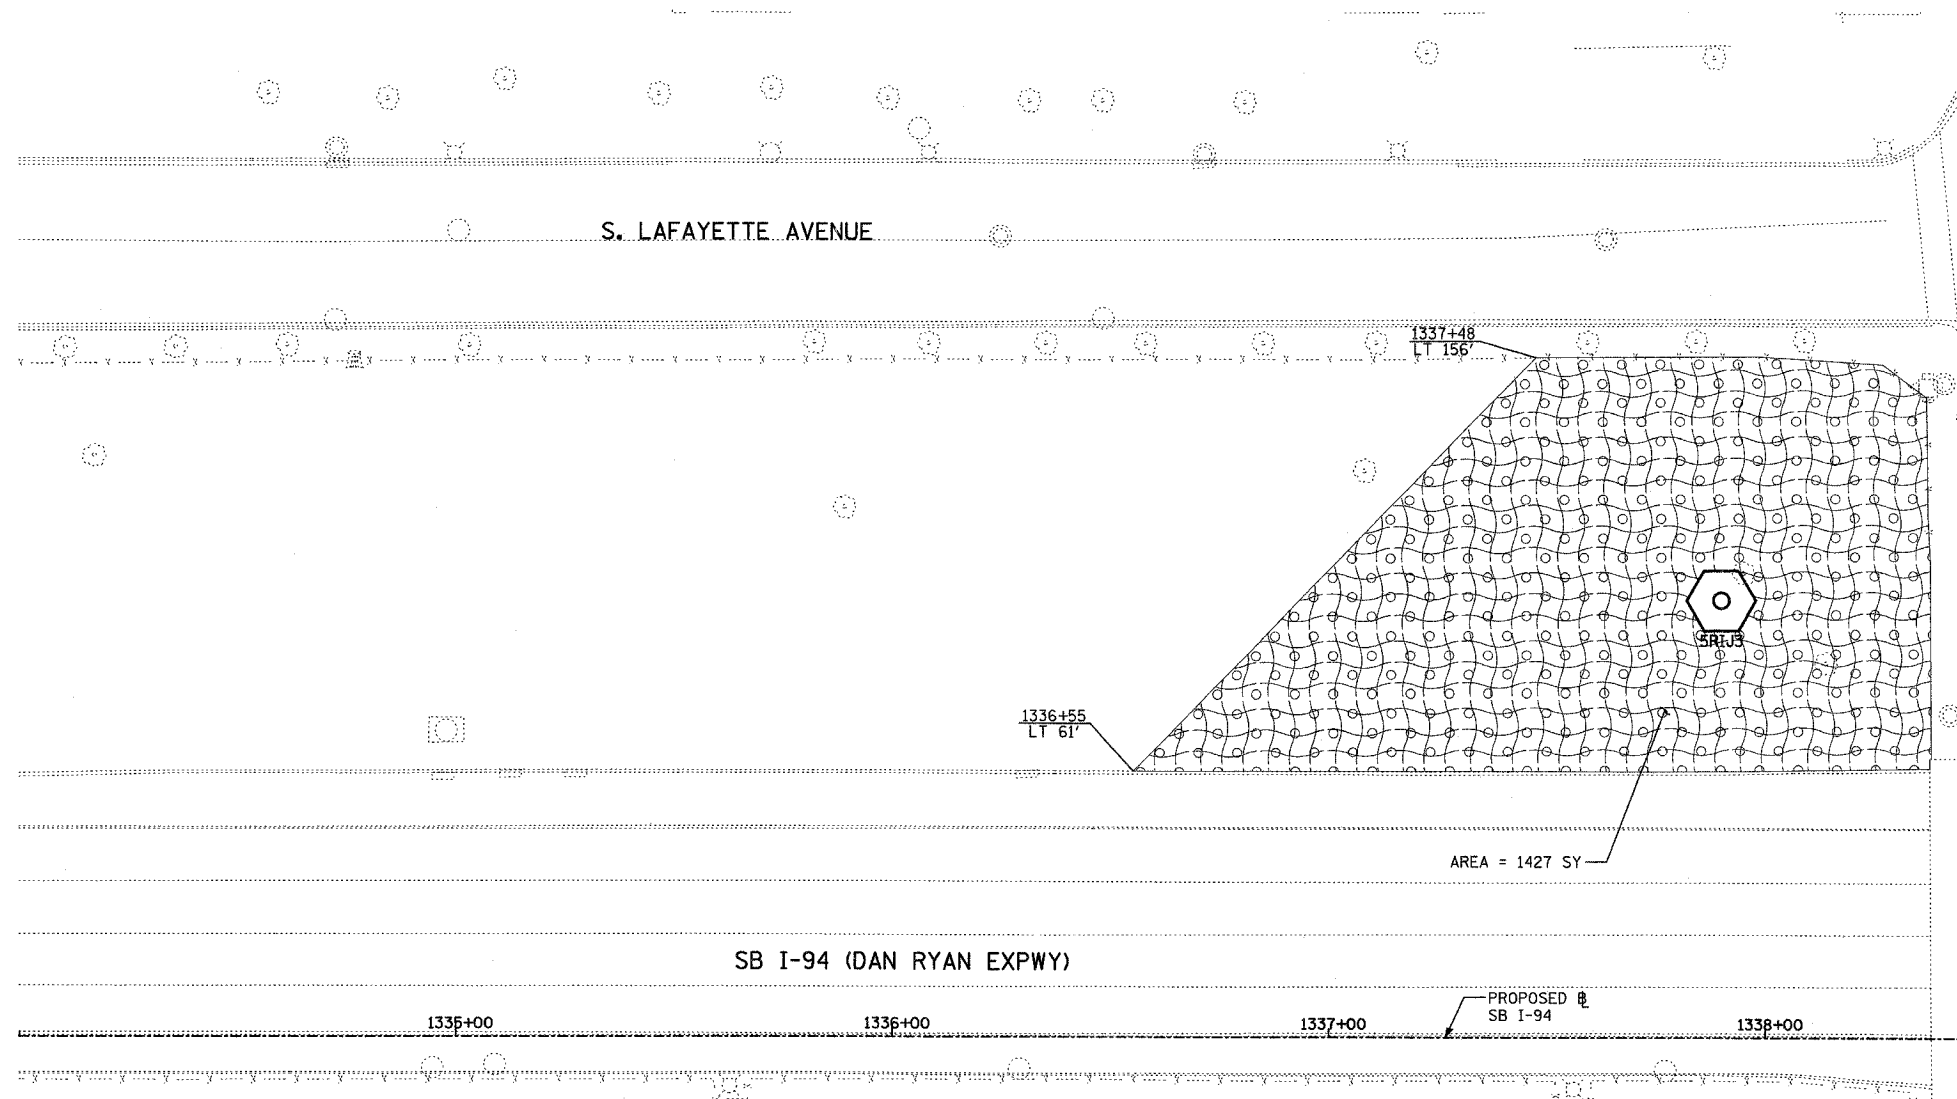 S. LAFAYETTE AVENUE
1337+48
LT 156'
5RIJ3
1336+55
LT 61'
AREA = 1427 SY
SB I-94 (DAN RYAN EXPWY)
PROPOSED ⅊
SB I-94
1335+00
1336+00
1337+00
1338+00